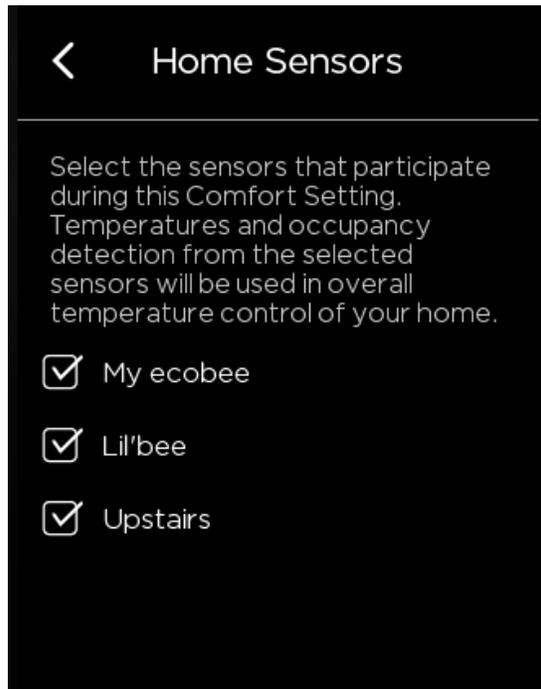 Home Sensors
Select the sensors that participate
during this Comfort Setting.
Temperatures and occupancy
detection from the selected
sensors will be used in overall
temperature control of your home.
My ecobee
Lil'bee
Upstairs